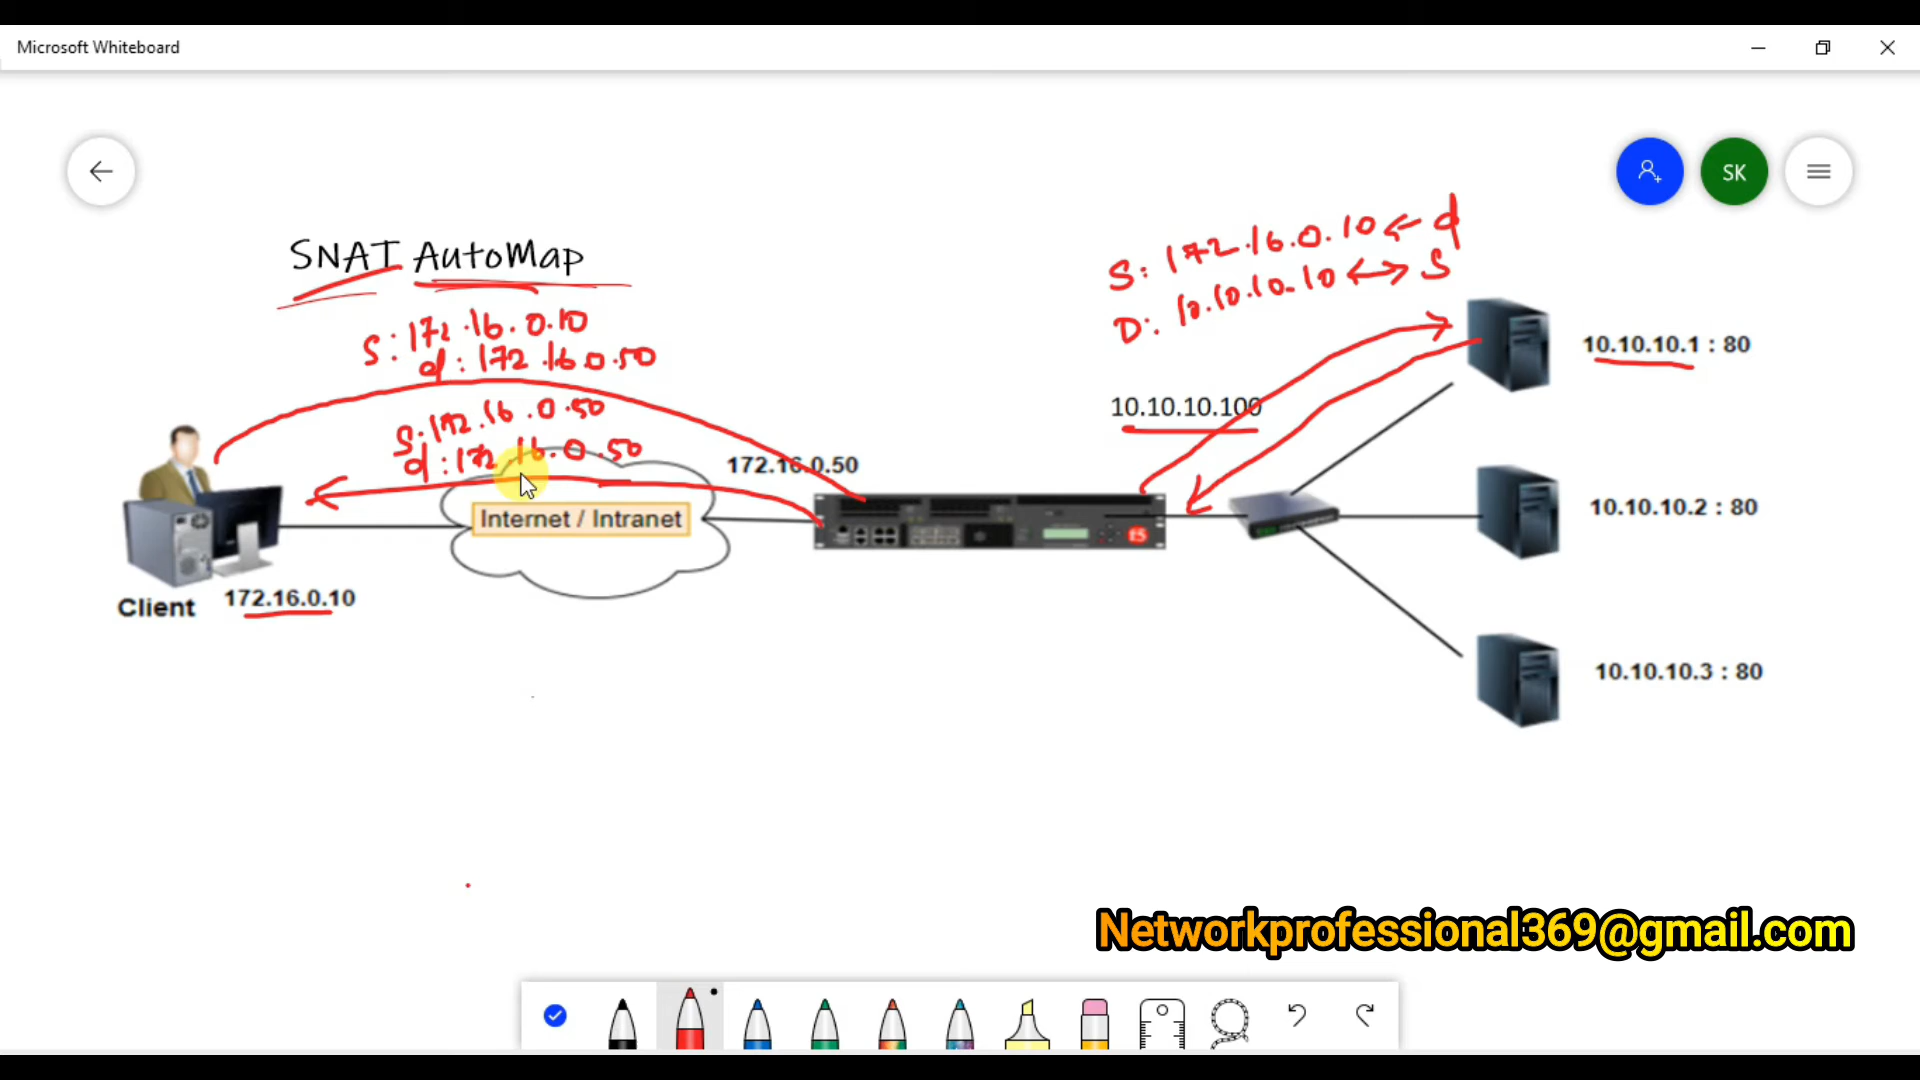 Microsoft Whiteboard
SK
SNAT AutoMap
S: 172.16.0.10 ← d
D: 10.10.10.10 ↔ S
S: 172.16.0.10
d: 172.16.0.50
S: 172.16.0.50
d: 172.16.0.50
10.10.10.1 : 80
10.10.10.100
172.16.0.50
Internet / Intranet
f5
10.10.10.2 : 80
Client 172.16.0.10
10.10.10.3 : 80
Networkprofessional369@gmail.com